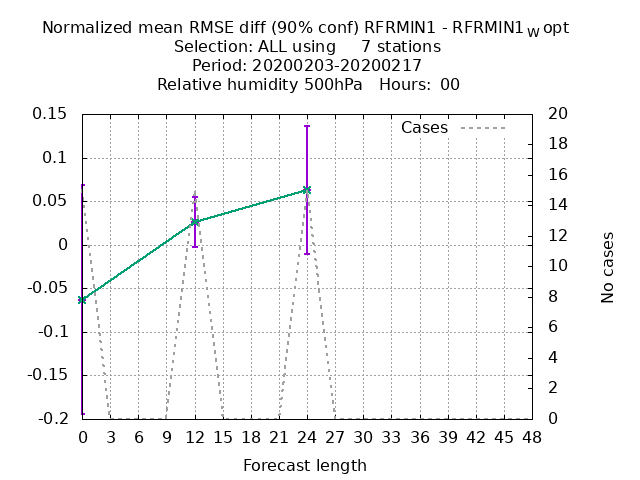 Normalized mean RMSE diff (90% conf) RFRMIN1 - RFRMIN1W opt
Selection: ALL using 7 stations
Period: 20200203-20200217
Relative humidity 500hPa Hours: 00
Cases
0.15
0.1
0.05
0
-0.05
-0.1
-0.15
-0.2
20
18
16
14
12
10
8
6
4
2
0
No cases
0 3 6 9 12 15 18 21 24 27 30 33 36 39 42 45 48
Forecast length